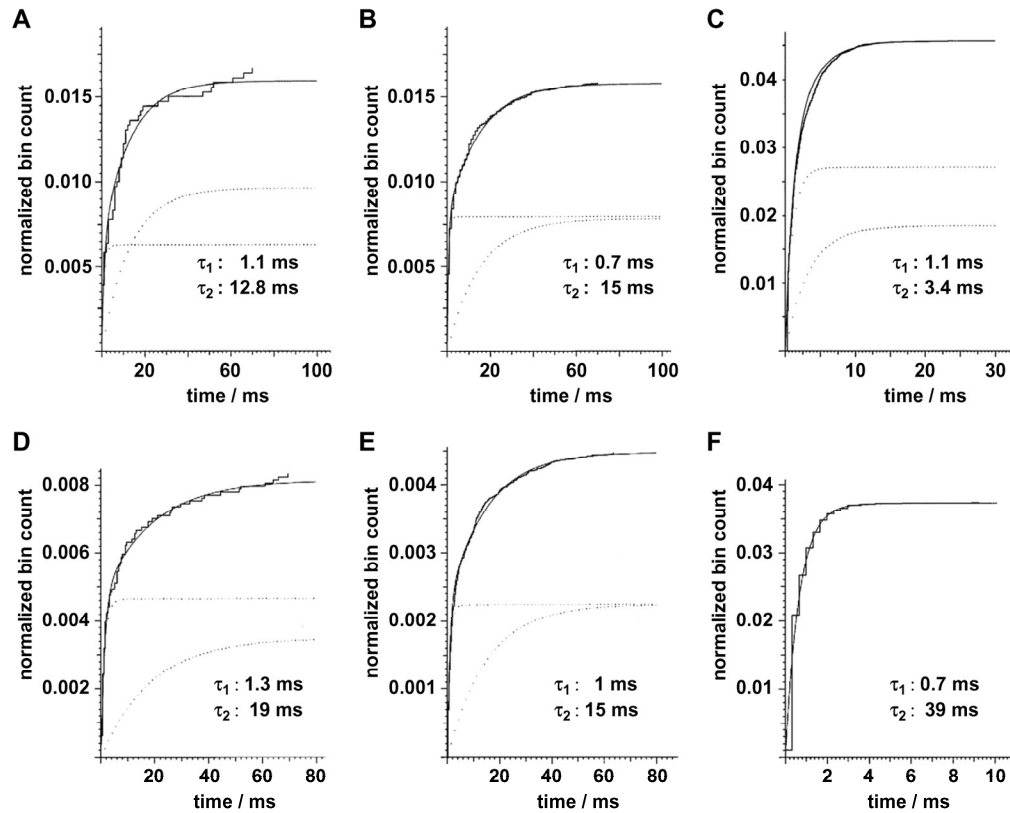 A
normalized bin count
0.015
0.010
0.005
τ1 : 1.1 ms
τ2 : 12.8 ms
20 60 100
time / ms
B
normalized bin count
0.015
0.010
0.005
τ1 : 0.7 ms
τ2 : 15 ms
20 60 100
time / ms
C
normalized bin count
0.04
0.03
0.02
0.01
τ1 : 1.1 ms
τ2 : 3.4 ms
10 20 30
time / ms
D
normalized bin count
0.008
0.006
0.004
0.002
τ1 : 1.3 ms
τ2 : 19 ms
20 40 60 80
time / ms
E
normalized bin count
0.004
0.003
0.002
0.001
τ1 : 1 ms
τ2 : 15 ms
20 40 60 80
time / ms
F
normalized bin count
0.04
0.03
0.02
0.01
τ1 : 0.7 ms
τ2 : 39 ms
2 4 6 8 10
time / ms